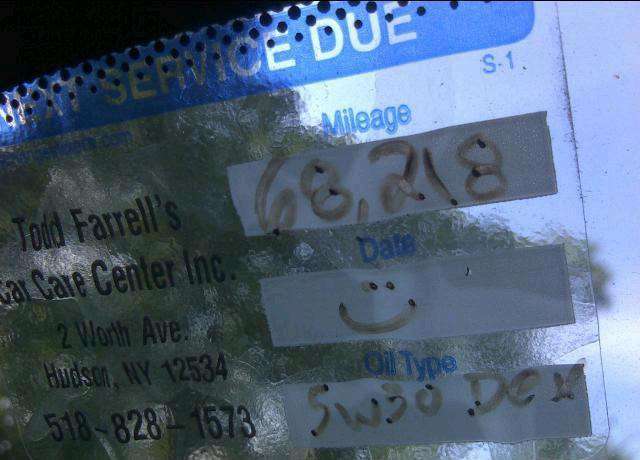 NEXT SERVICE DUE
S-1
Mileage
68,218
Todd Farrell's
Car Care Center Inc.
2 Worth Ave.
Hudson, NY 12534
518-828-1573
Date
Oil Type
5W30